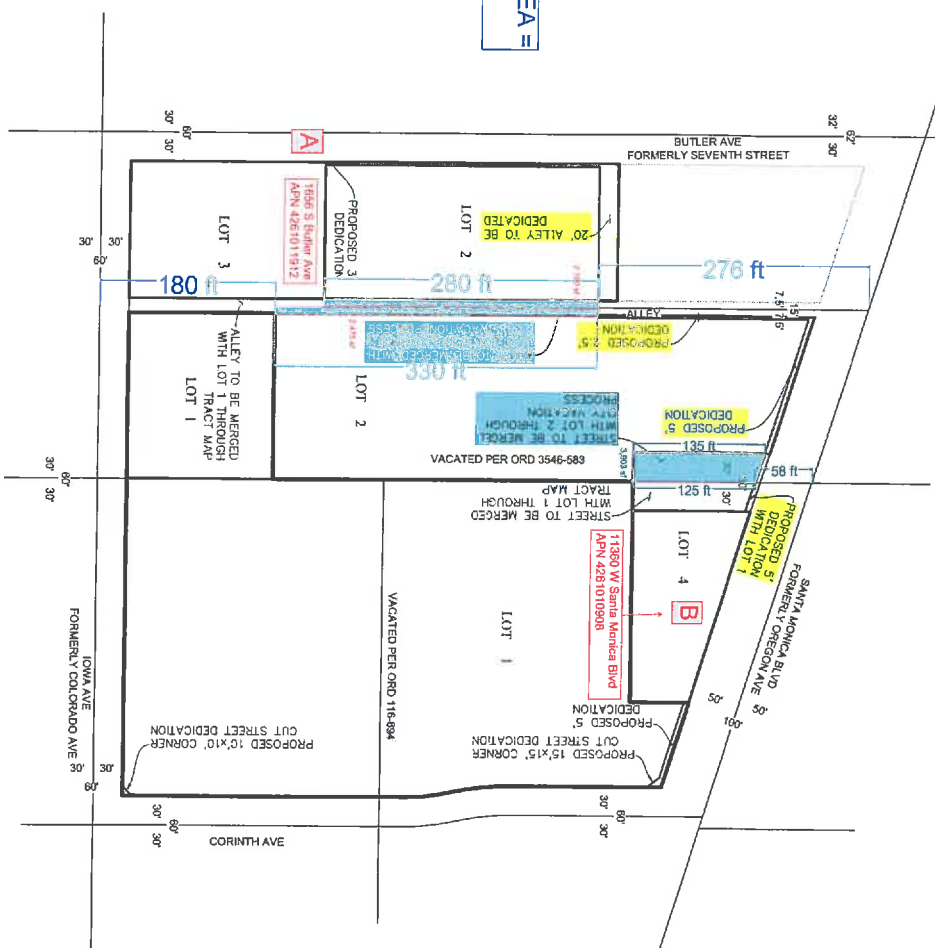 EA =
BUTLER AVE
FORMERLY SEVENTH STREET
32'
62'
30'
30'
60'
30'
A
1656 S Butler Ave
APN 4261011912
PROPOSED 3'
DEDICATION
LOT 3
LOT 2
20' ALLEY TO BE
DEDICATED
30'
30'
60'
180 ft
280 ft
276 ft
7.5'
15'
7.5'
ALLEY
PROPOSED 2.5'
DEDICATION
ALLEY TO BE MERGED
WITH LOT 1 THROUGH
TRACT MAP
LOT 1
2,475 sf
330 ft
LOT 2
STREET TO BE MERGED
WITH LOT 2 THROUGH
CITY VACATION
PROCESS
PROPOSED 5'
DEDICATION
VACATED PER ORD 3546-583
135 ft
58 ft
125 ft
30'
30'
60'
30'
STREET TO BE MERGED
WITH LOT 1 THROUGH
TRACT MAP
PROPOSED 5'
DEDICATION
WITH LOT 1
SANTA MONICA BLVD
FORMERLY OREGON AVE
LOT 4
B
11360 W Santa Monica Blvd
APN 4261010908
VACATED PER ORD 116-894
LOT 1
50'
50'
100'
IOWA AVE
FORMERLY COLORADO AVE
PROPOSED 5'
DEDICATION
PROPOSED 15'x15' CORNER
CUT STREET DEDICATION
PROPOSED 10'x10' CORNER
CUT STREET DEDICATION
30'
30'
60'
30'
60'
30'
30'
60'
30'
CORINTH AVE